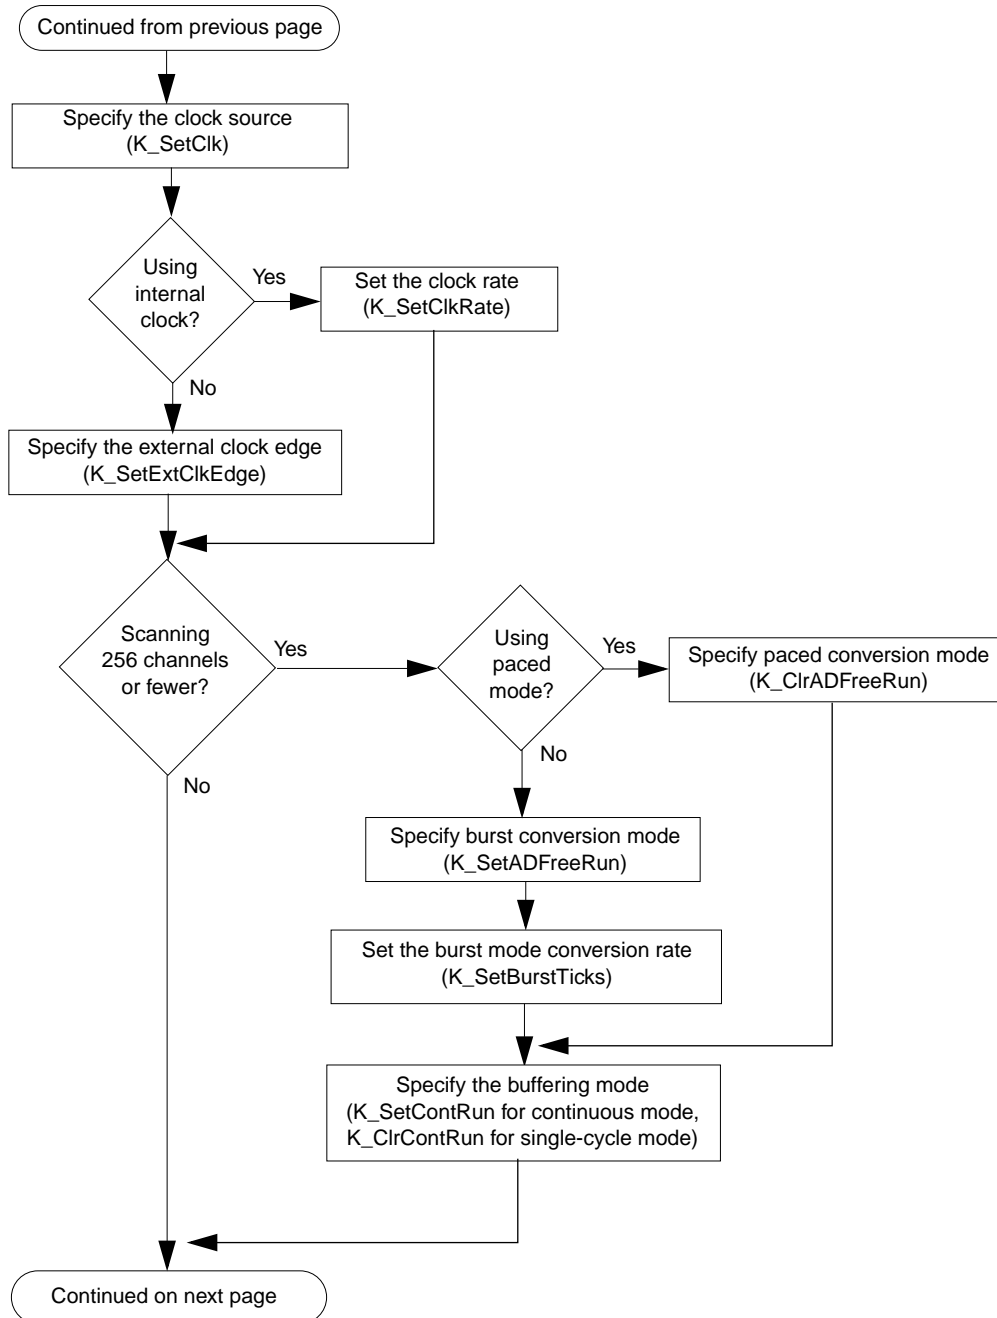 Continued from previous page
Specify the clock source
(K_SetClk)
Using
internal
clock?
Yes
Set the clock rate
(K_SetClkRate)
No
Specify the external clock edge
(K_SetExtClkEdge)
Scanning
256 channels
or fewer?
Yes
Using
paced
mode?
Yes
Specify paced conversion mode
(K_ClrADFreeRun)
No
No
Specify burst conversion mode
(K_SetADFreeRun)
Set the burst mode conversion rate
(K_SetBurstTicks)
Specify the buffering mode
(K_SetContRun for continuous mode,
K_ClrContRun for single-cycle mode)
Continued on next page